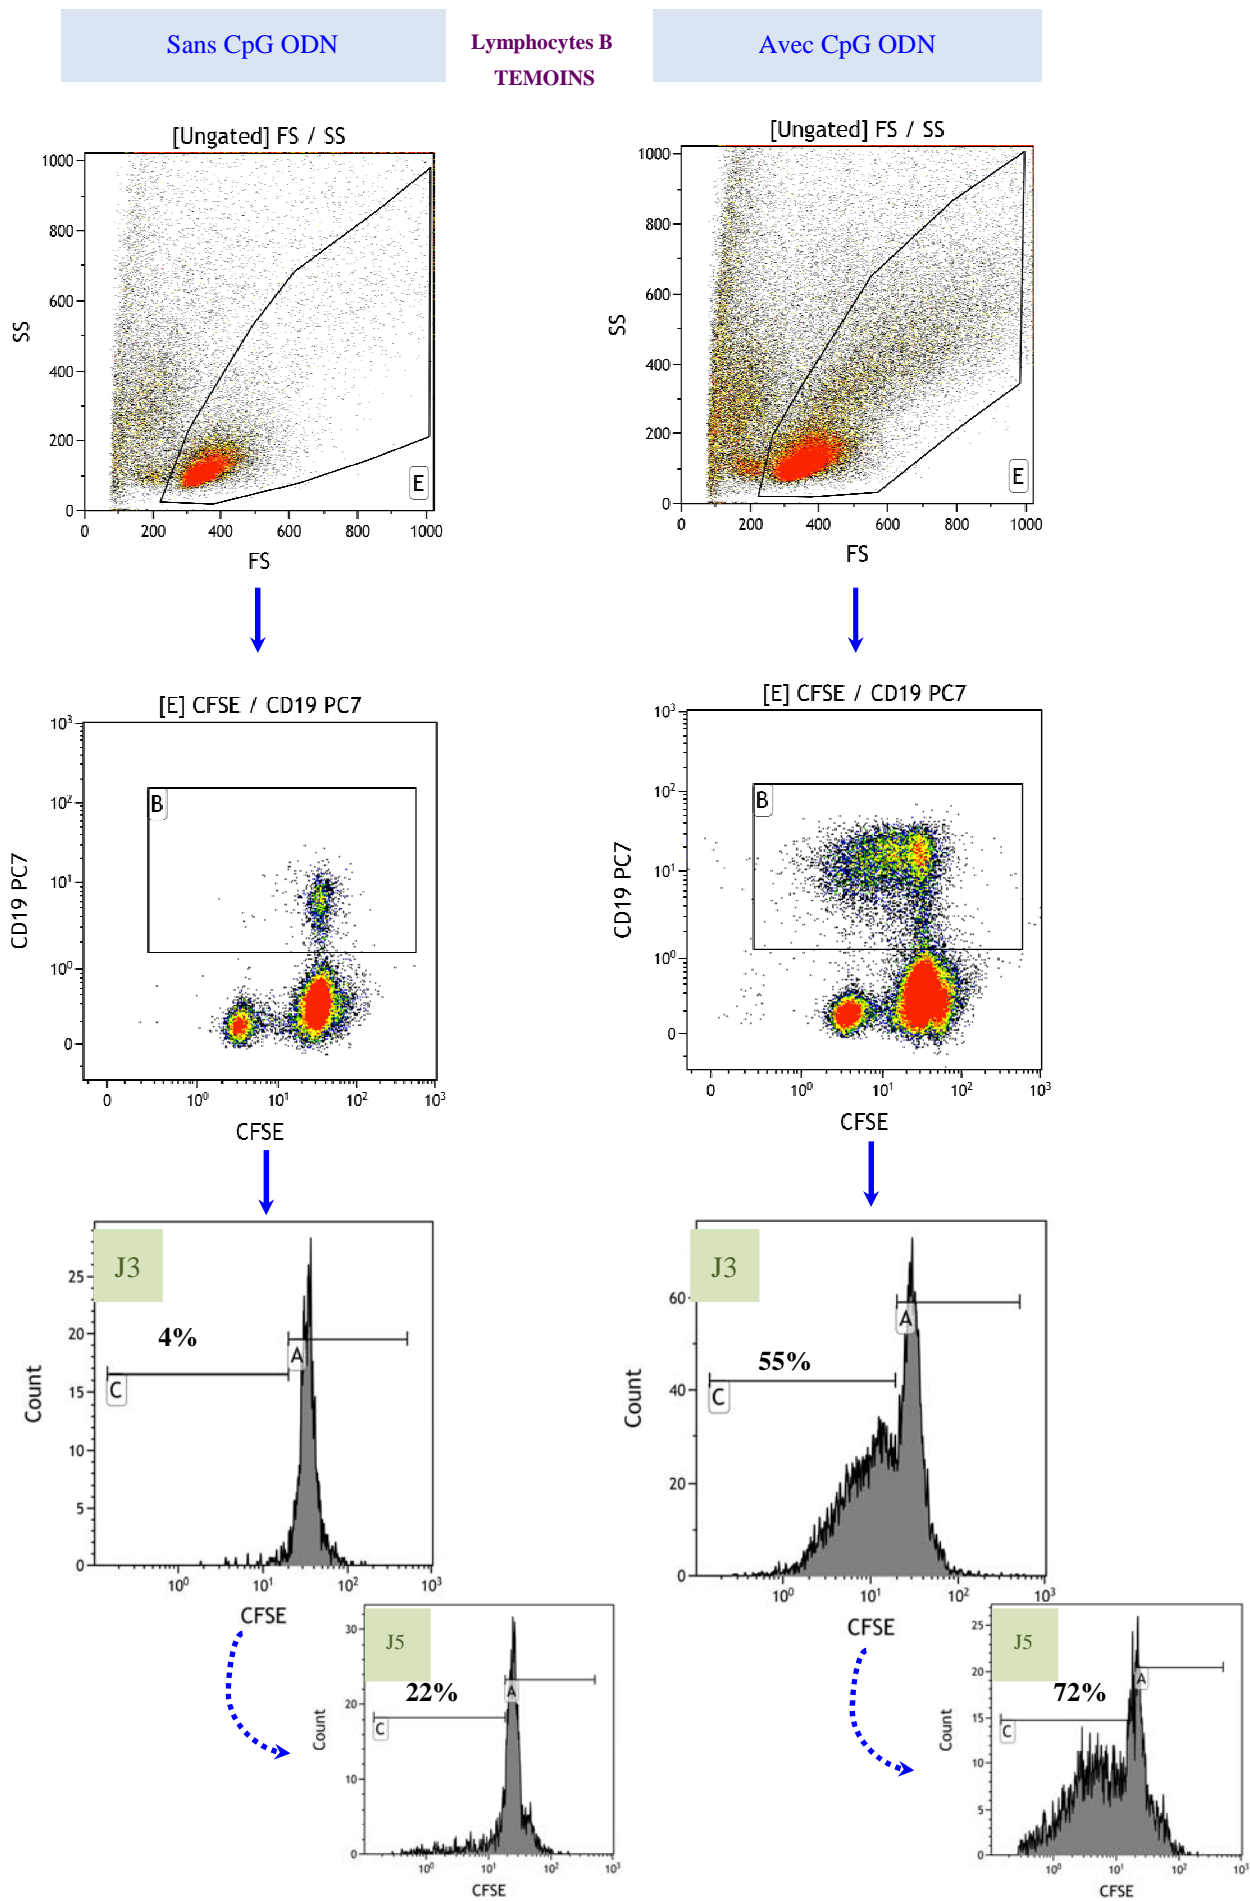 Sans CpG ODN
Lymphocytes B
TEMOINS
Avec CpG ODN
[Ungated] FS / SS
1000
800
600
400
200
0
SS
0 200 400 600 800 1000
FS
E
[Ungated] FS / SS
1000
800
600
400
200
0
SS
0 200 400 600 800 1000
FS
E
[E] CFSE / CD19 PC7
10³
10²
10¹
10⁰
0
CD19 PC7
B
0 10⁰ 10¹ 10² 10³
CFSE
[E] CFSE / CD19 PC7
10³
10²
10¹
10⁰
0
CD19 PC7
B
0 10⁰ 10¹ 10² 10³
CFSE
J3
25
20
15
10
5
0
Count
4%
A
C
10⁰ 10¹ 10² 10³
CFSE
J3
60
40
20
0
Count
55%
A
C
10⁰ 10¹ 10² 10³
CFSE
J5
30
20
10
0
Count
22%
A
C
10⁰ 10¹ 10² 10³
CFSE
J5
25
20
15
10
5
0
Count
72%
A
C
10⁰ 10¹ 10² 10³
CFSE